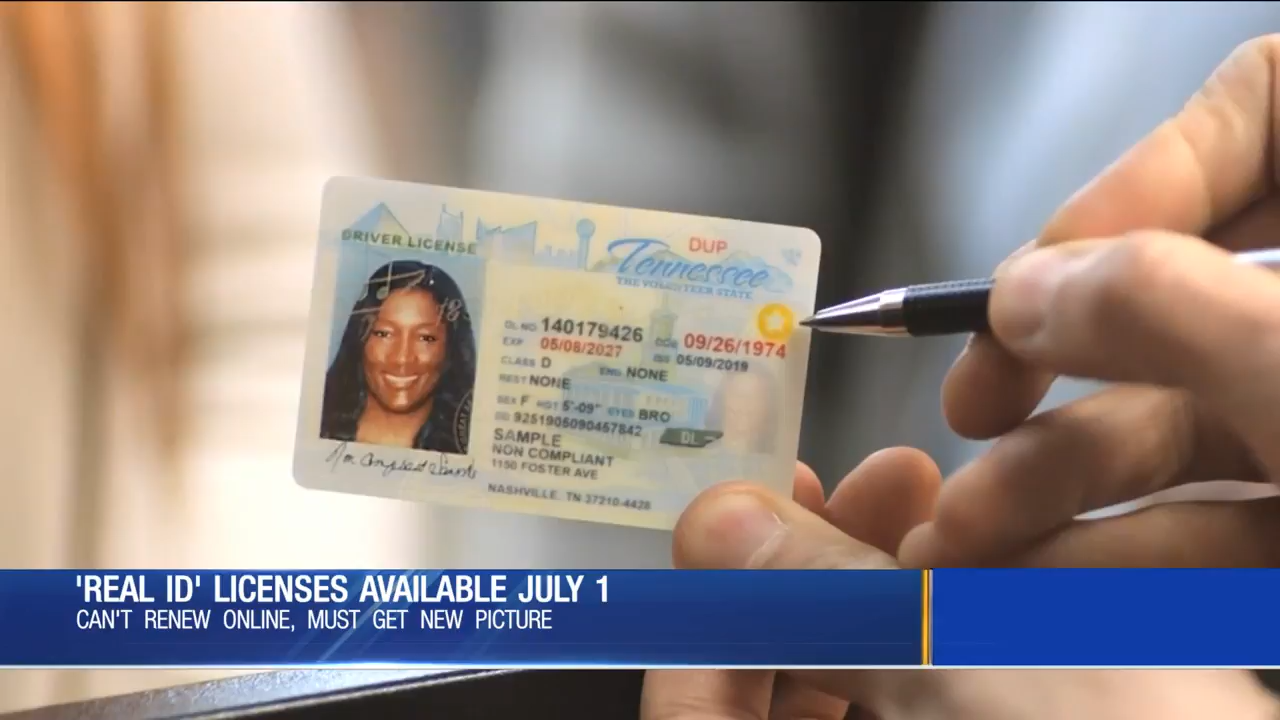 DRIVER LICENSE
DUP
Tennessee
THE VOLUNTEER STATE
DL NO 140179426 DOB 09/26/1974
EXP 05/08/2027 ISS 05/09/2019
CLASS D END NONE
REST NONE
SEX F HGT 5'-09" EYES BRO
DD 9251905090457842
DL
SAMPLE
NON COMPLIANT
1150 FOSTER AVE
NASHVILLE, TN 37210-4428
'REAL ID' LICENSES AVAILABLE JULY 1
CAN'T RENEW ONLINE, MUST GET NEW PICTURE